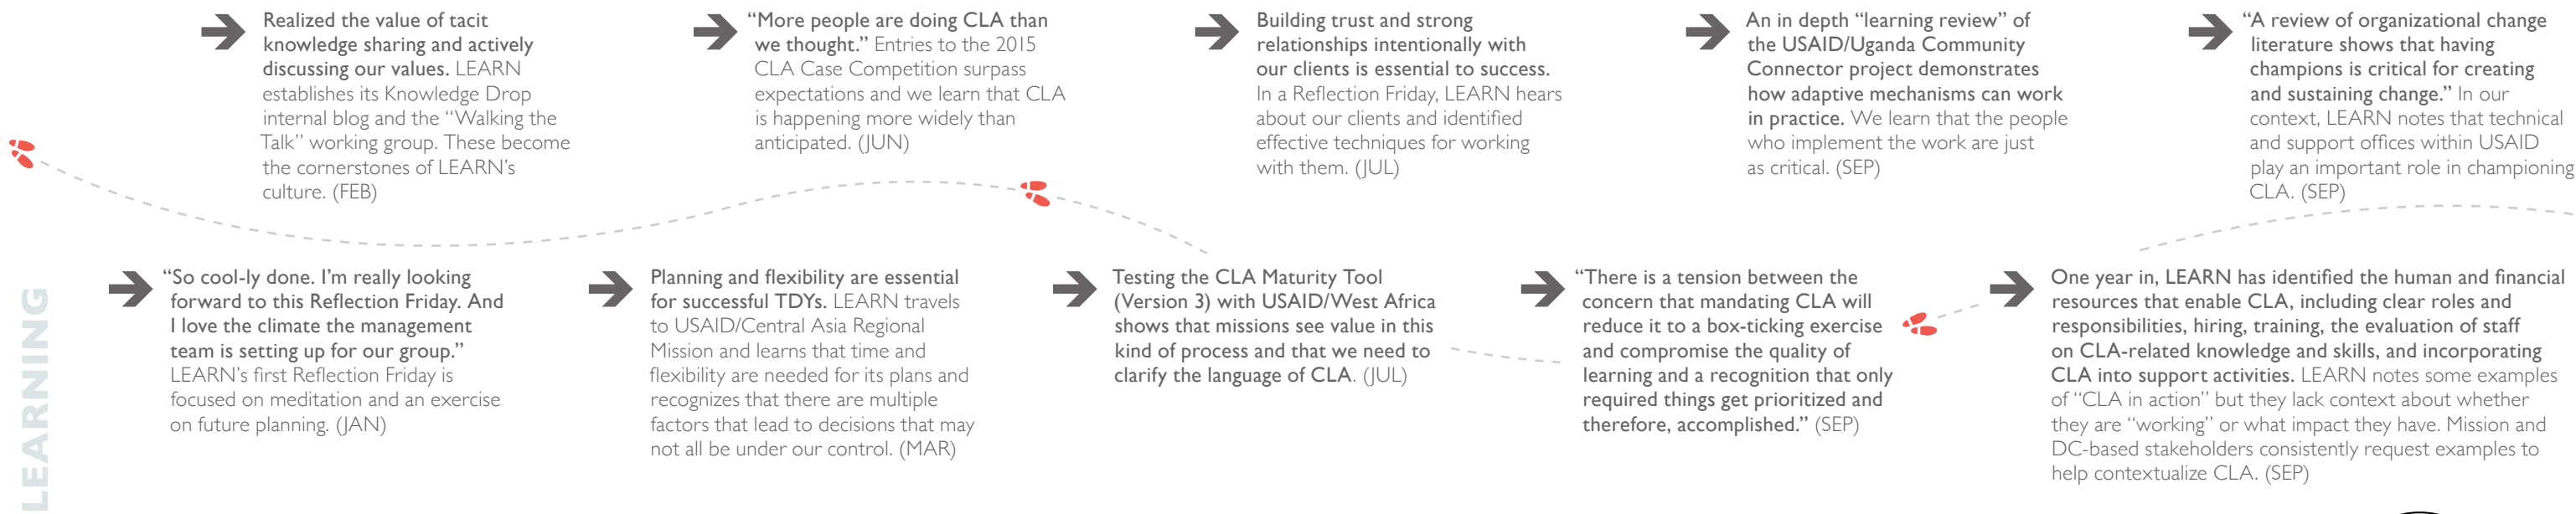 Realized the value of tacit
knowledge sharing and actively
discussing our values. LEARN
establishes its Knowledge Drop
internal blog and the “Walking the
Talk” working group. These become
the cornerstones of LEARN’s
culture. (FEB)
“More people are doing CLA than
we thought.” Entries to the 2015
CLA Case Competition surpass
expectations and we learn that CLA
is happening more widely than
anticipated. (JUN)
Building trust and strong
relationships intentionally with
our clients is essential to success.
In a Reflection Friday, LEARN hears
about our clients and identified
effective techniques for working
with them. (JUL)
An in depth “learning review” of
the USAID/Uganda Community
Connector project demonstrates
how adaptive mechanisms can work
in practice. We learn that the people
who implement the work are just
as critical. (SEP)
“A review of organizational change
literature shows that having
champions is critical for creating
and sustaining change.” In our
context, LEARN notes that technical
and support offices within USAID
play an important role in championing
CLA. (SEP)
LEARNING
“So cool-ly done. I’m really looking
forward to this Reflection Friday. And
I love the climate the management
team is setting up for our group.”
LEARN’s first Reflection Friday is
focused on meditation and an exercise
on future planning. (JAN)
Planning and flexibility are essential
for successful TDYs. LEARN travels
to USAID/Central Asia Regional
Mission and learns that time and
flexibility are needed for its plans and
recognizes that there are multiple
factors that lead to decisions that may
not all be under our control. (MAR)
Testing the CLA Maturity Tool
(Version 3) with USAID/West Africa
shows that missions see value in this
kind of process and that we need to
clarify the language of CLA. (JUL)
“There is a tension between the
concern that mandating CLA will
reduce it to a box-ticking exercise
and compromise the quality of
learning and a recognition that only
required things get prioritized and
therefore, accomplished.” (SEP)
One year in, LEARN has identified the human and financial
resources that enable CLA, including clear roles and
responsibilities, hiring, training, the evaluation of staff
on CLA-related knowledge and skills, and incorporating
CLA into support activities. LEARN notes some examples
of “CLA in action” but they lack context about whether
they are “working” or what impact they have. Mission and
DC-based stakeholders consistently request examples to
help contextualize CLA. (SEP)